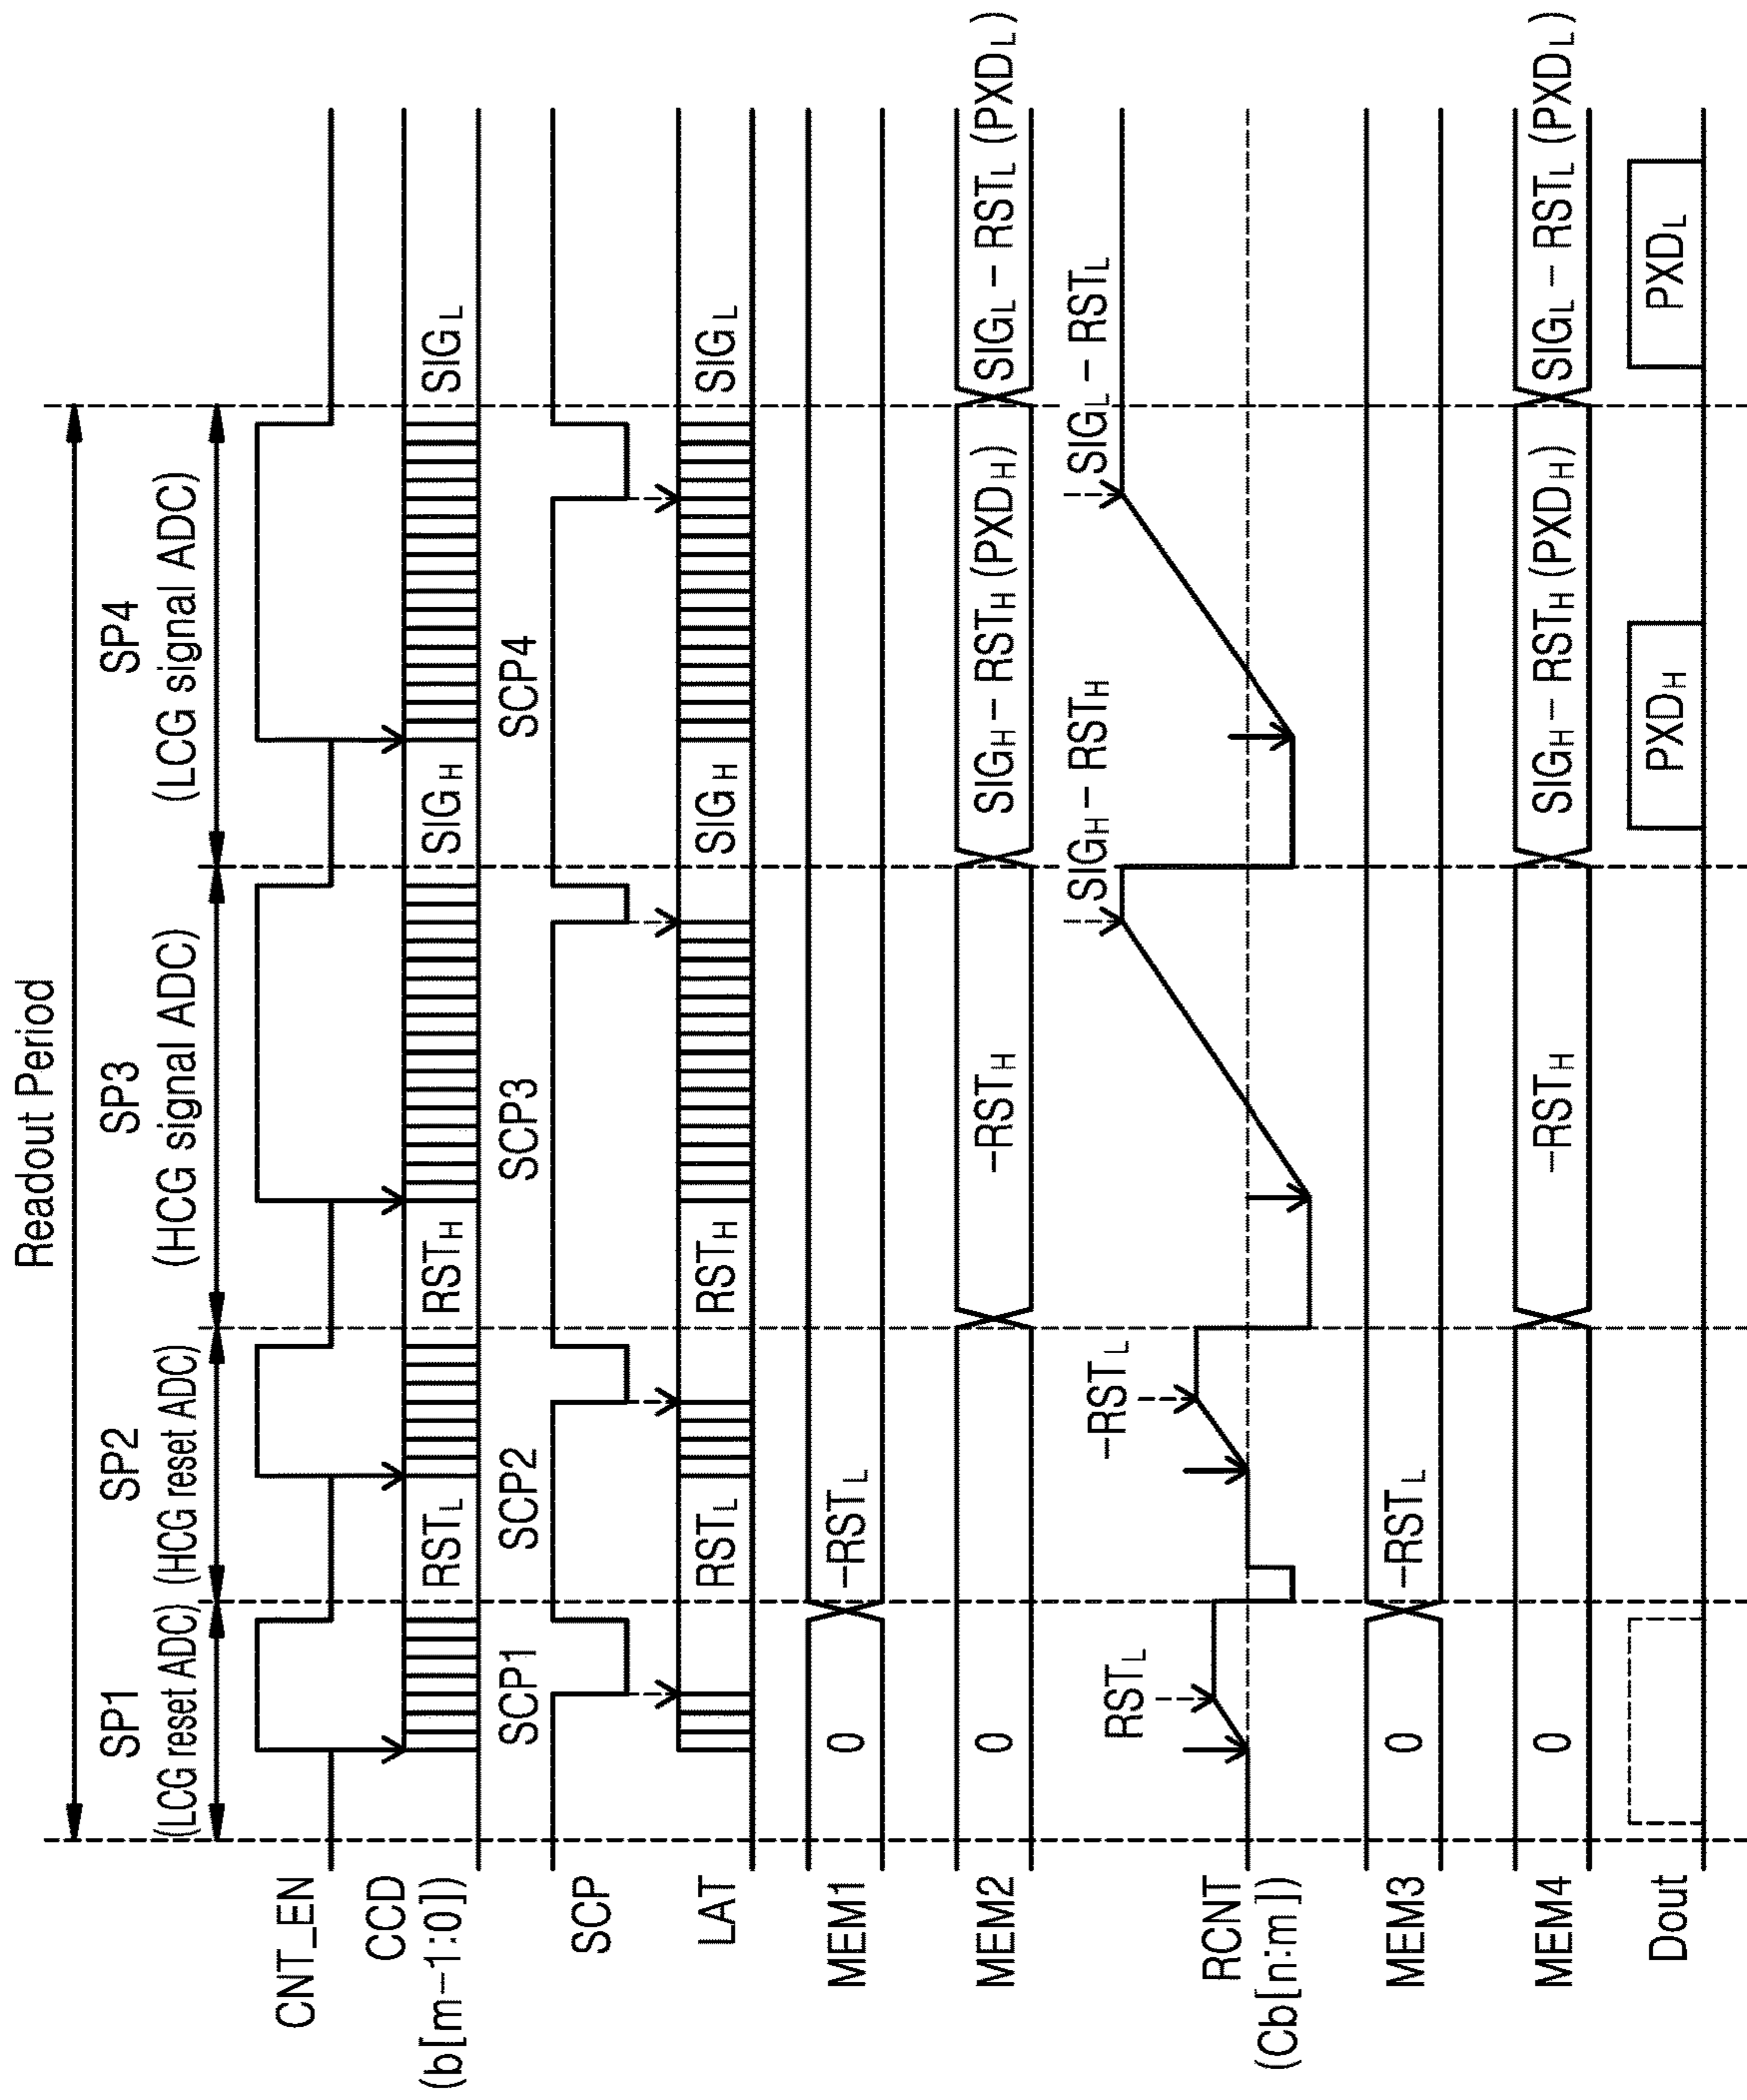 Readout Period
SP1
(LCG reset ADC)
SP2
(HCG reset ADC)
SP3
(HCG signal ADC)
SP4
(LCG signal ADC)
CNT_EN
CCD
(b[m-1:0])
RSTL
RSTH
SIGH
SIGL
SCP
SCP1
SCP2
SCP3
SCP4
LAT
RSTL
RSTH
SIGH
SIGL
MEM1
0
-RSTL
MEM2
0
-RSTH
SIGH - RSTH (PXDH)
SIGL - RSTL (PXDL)
RCNT
(Cb[n:m])
RSTL
-RSTL
SIGH - RSTH
SIGL - RSTL
MEM3
0
-RSTL
MEM4
0
-RSTH
SIGH - RSTH (PXDH)
SIGL - RSTL (PXDL)
Dout
PXDH
PXDL